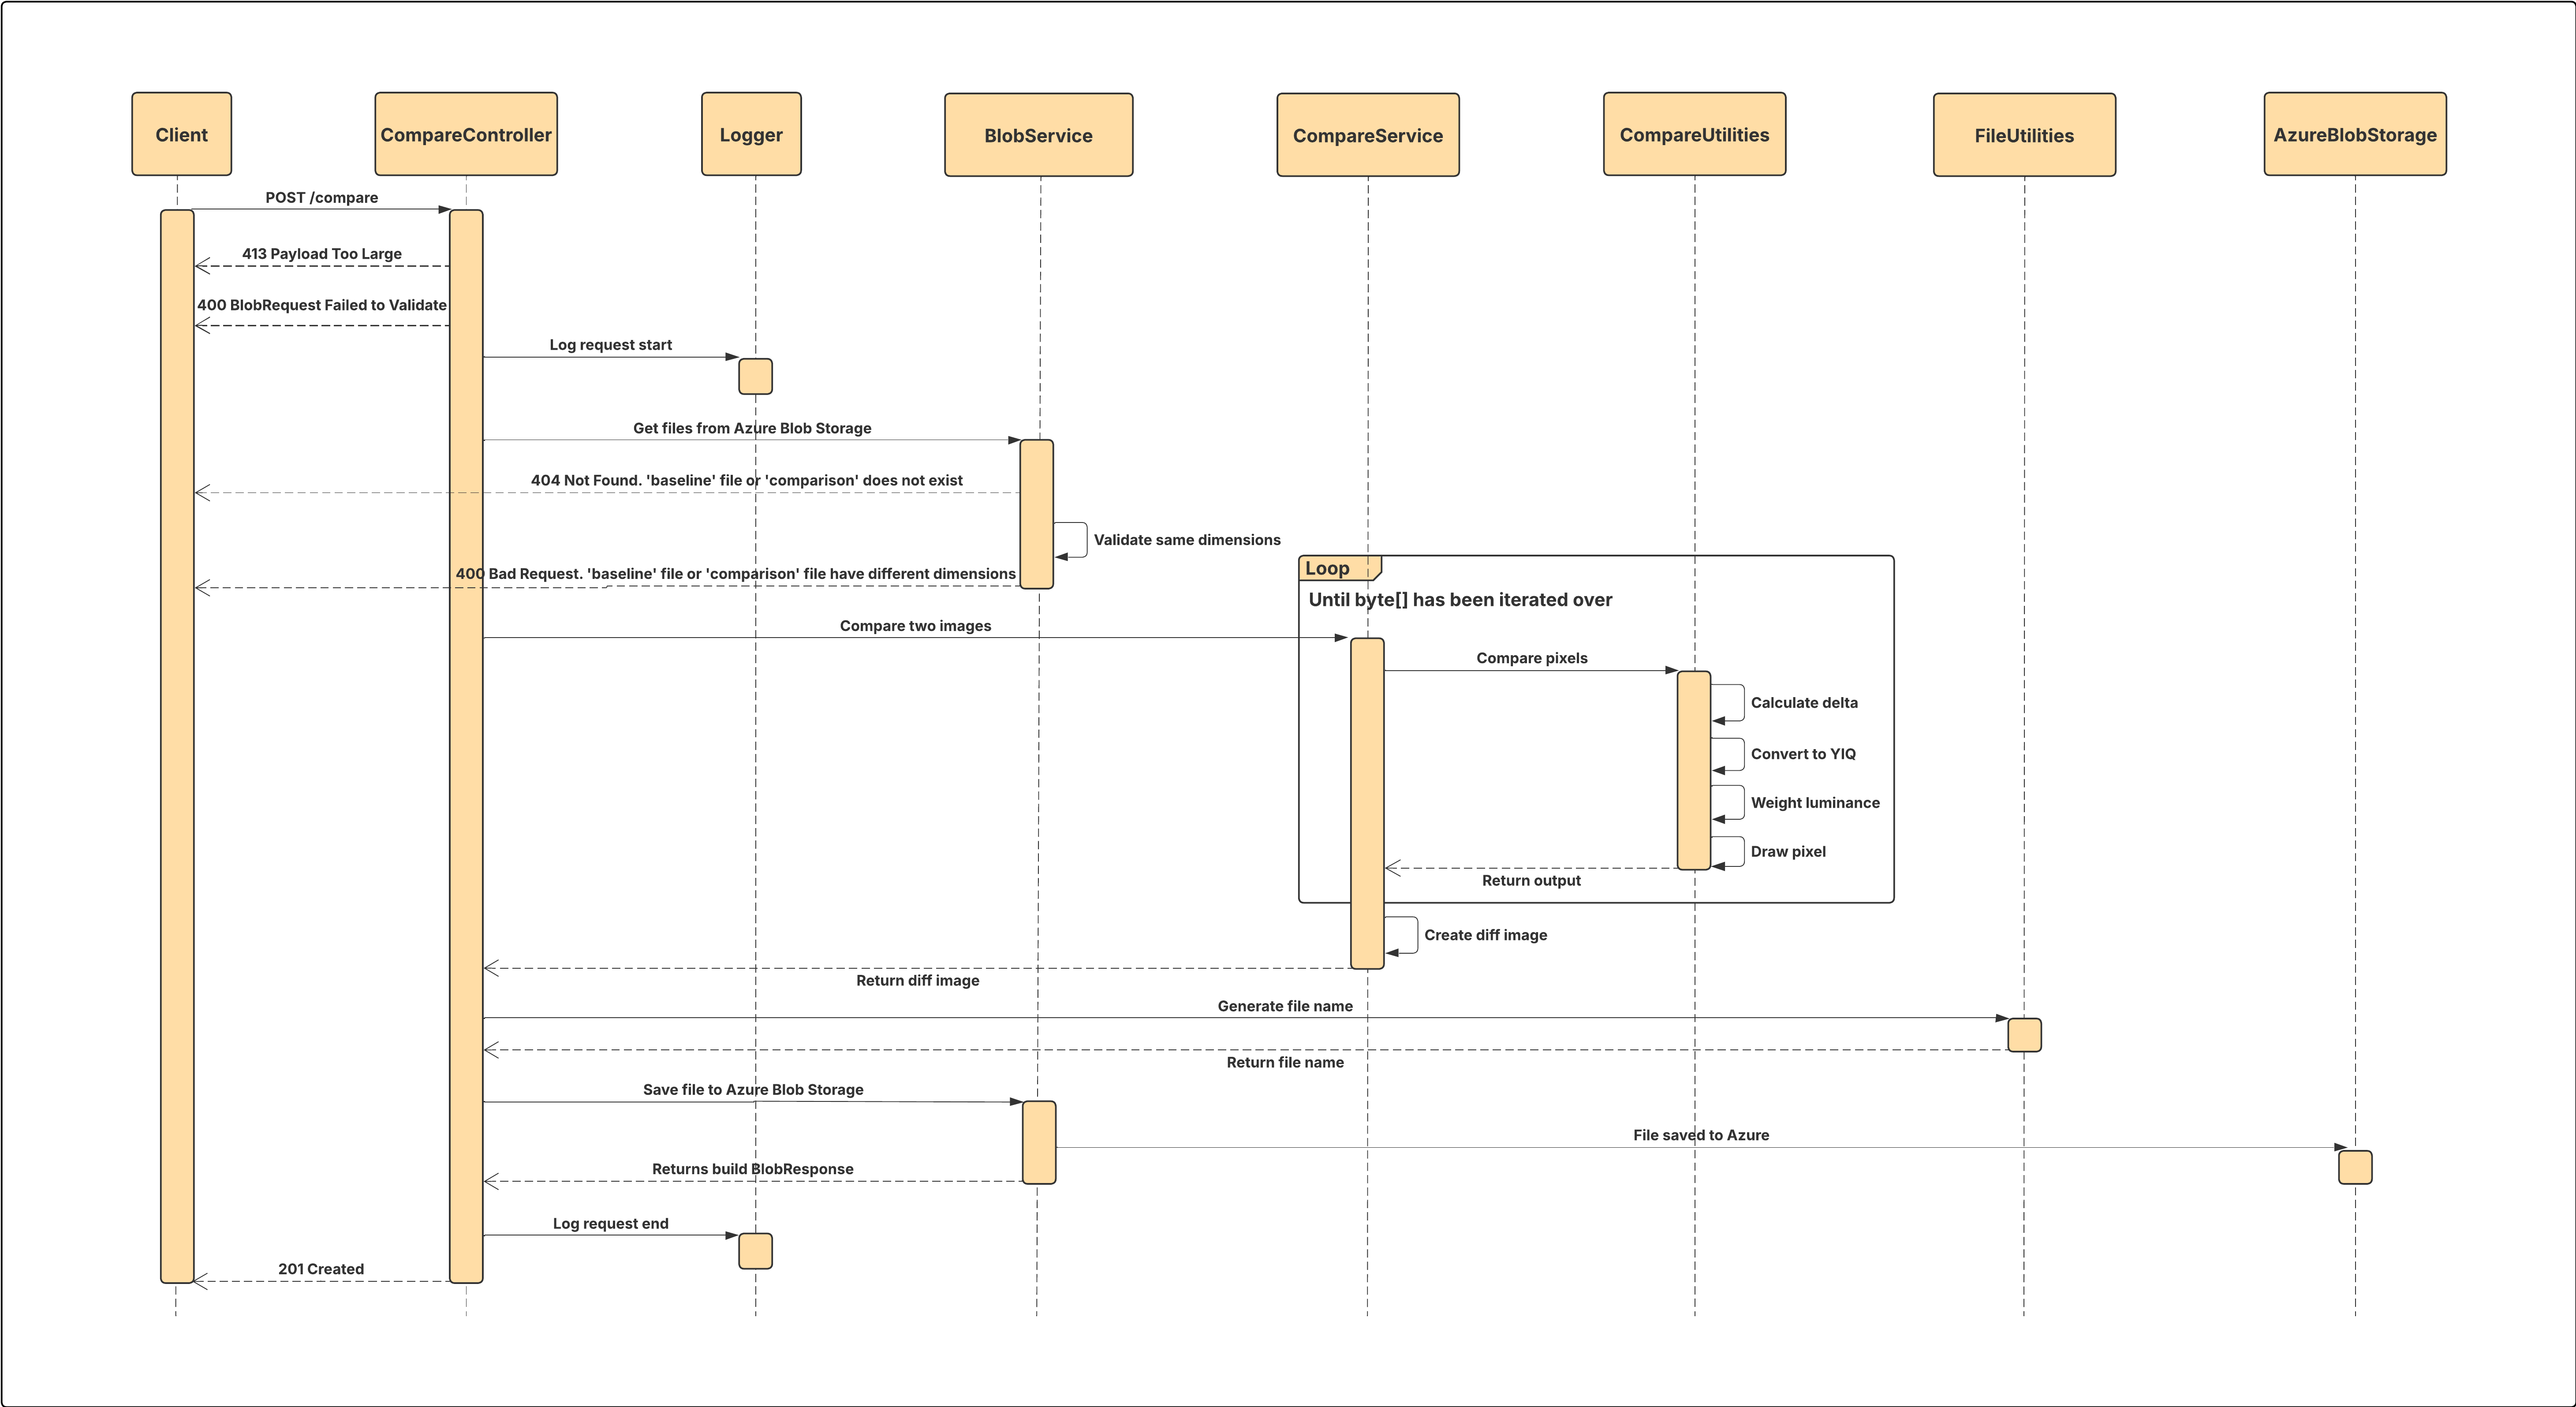 Client
CompareController
Logger
BlobService
CompareService
CompareUtilities
FileUtilities
AzureBlobStorage
POST /compare
413 Payload Too Large
400 BlobRequest Failed to Validate
Log request start
Get files from Azure Blob Storage
404 Not Found. 'baseline' file or 'comparison' does not exist
Validate same dimensions
400 Bad Request. 'baseline' file or 'comparison' file have different dimensions
Loop
Until byte[] has been iterated over
Compare two images
Compare pixels
Calculate delta
Convert to YIQ
Weight luminance
Draw pixel
Return output
Create diff image
Return diff image
Generate file name
Return file name
Save file to Azure Blob Storage
File saved to Azure
Returns build BlobResponse
Log request end
201 Created